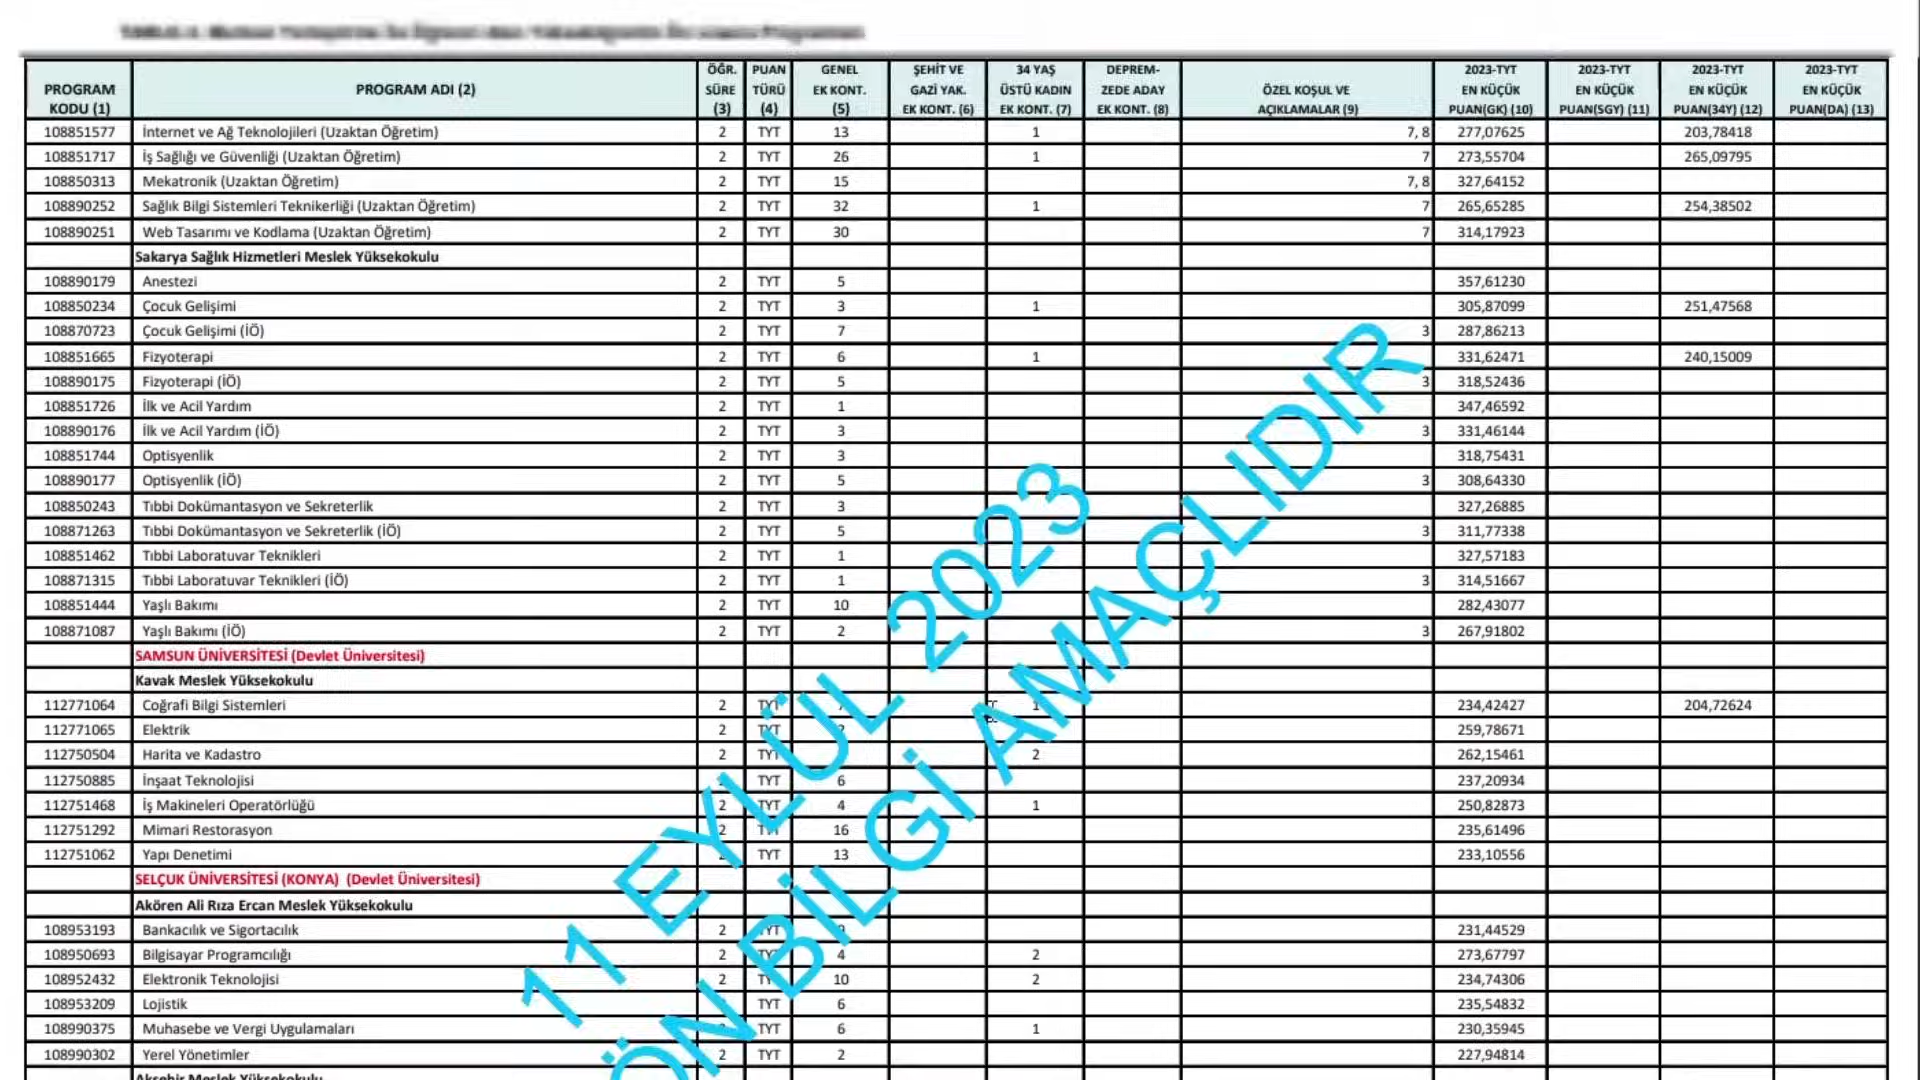 PROGRAM KODU (1) PROGRAM ADI (2) ÖĞR. SÜRE (3) PUAN TÜRÜ (4) GENEL EK KONT. (5) ŞEHİT VE GAZİ YAK. EK KONT. (6) 34 YAŞ ÜSTÜ KADIN EK KONT. (7) DEPREM-ZEDE ADAY EK KONT. (8) ÖZEL KOŞUL VE AÇIKLAMALAR (9) 2023-TYT EN KÜÇÜK PUAN(GK) (10) 2023-TYT EN KÜÇÜK PUAN(SGY) (11) 2023-TYT EN KÜÇÜK PUAN(34Y) (12) 2023-TYT EN KÜÇÜK PUAN(DA) (13)
108851577 İnternet ve Ağ Teknolojileri (Uzaktan Öğretim) 2 TYT 13 1 7, 8 277,07625 203,78418
108851717 İş Sağlığı ve Güvenliği (Uzaktan Öğretim) 2 TYT 26 1 7 273,55704 265,09795
108850313 Mekatronik (Uzaktan Öğretim) 2 TYT 15 7, 8 327,64152
108890252 Sağlık Bilgi Sistemleri Teknikerliği (Uzaktan Öğretim) 2 TYT 32 1 7 265,65285 254,38502
108890251 Web Tasarımı ve Kodlama (Uzaktan Öğretim) 2 TYT 30 7 314,17923
Sakarya Sağlık Hizmetleri Meslek Yüksekokulu
108890179 Anestezi 2 TYT 5 357,61230
108850234 Çocuk Gelişimi 2 TYT 3 1 305,87099 251,47568
108870723 Çocuk Gelişimi (İÖ) 2 TYT 7 3 287,86213
108851665 Fizyoterapi 2 TYT 6 1 331,62471 240,15009
108890175 Fizyoterapi (İÖ) 2 TYT 5 3 318,52436
108851726 İlk ve Acil Yardım 2 TYT 1 347,46592
108890176 İlk ve Acil Yardım (İÖ) 2 TYT 3 3 331,46144
108851744 Optisyenlik 2 TYT 3 318,75431
108890177 Optisyenlik (İÖ) 2 TYT 5 3 308,64330
108850243 Tıbbi Dokümantasyon ve Sekreterlik 2 TYT 3 327,26885
108871263 Tıbbi Dokümantasyon ve Sekreterlik (İÖ) 2 TYT 5 3 311,77338
108851462 Tıbbi Laboratuvar Teknikleri 2 TYT 1 327,57183
108871315 Tıbbi Laboratuvar Teknikleri (İÖ) 2 TYT 1 3 314,51667
108851444 Yaşlı Bakımı 2 TYT 10 282,43077
108871087 Yaşlı Bakımı (İÖ) 2 TYT 2 3 267,91802
SAMSUN ÜNİVERSİTESİ (Devlet Üniversitesi)
Kavak Meslek Yüksekokulu
112771064 Coğrafi Bilgi Sistemleri 2 TYT 1 234,42427 204,72624
112771065 Elektrik 2 TYT 259,78671
112750504 Harita ve Kadastro 2 TYT 2 262,15461
112750885 İnşaat Teknolojisi TYT 6 237,20934
112751468 İş Makineleri Operatörlüğü 2 TYT 4 1 250,82873
112751292 Mimari Restorasyon 2 TYT 16 235,61496
112751062 Yapı Denetimi TYT 13 233,10556
SELÇUK ÜNİVERSİTESİ (KONYA) (Devlet Üniversitesi)
Akören Ali Rıza Ercan Meslek Yüksekokulu
108953193 Bankacılık ve Sigortacılık 2 TYT 231,44529
108950693 Bilgisayar Programcılığı 2 TYT 4 2 273,67797
108952432 Elektronik Teknolojisi 2 TYT 10 2 234,74306
108953209 Lojistik TYT 6 235,54832
108990375 Muhasebe ve Vergi Uygulamaları TYT 6 1 230,35945
108990302 Yerel Yönetimler 2 TYT 2 227,94814
Akşehir Meslek Yüksekokulu
11 EYLÜL 2023
ÖN BİLGİ AMAÇLIDIR